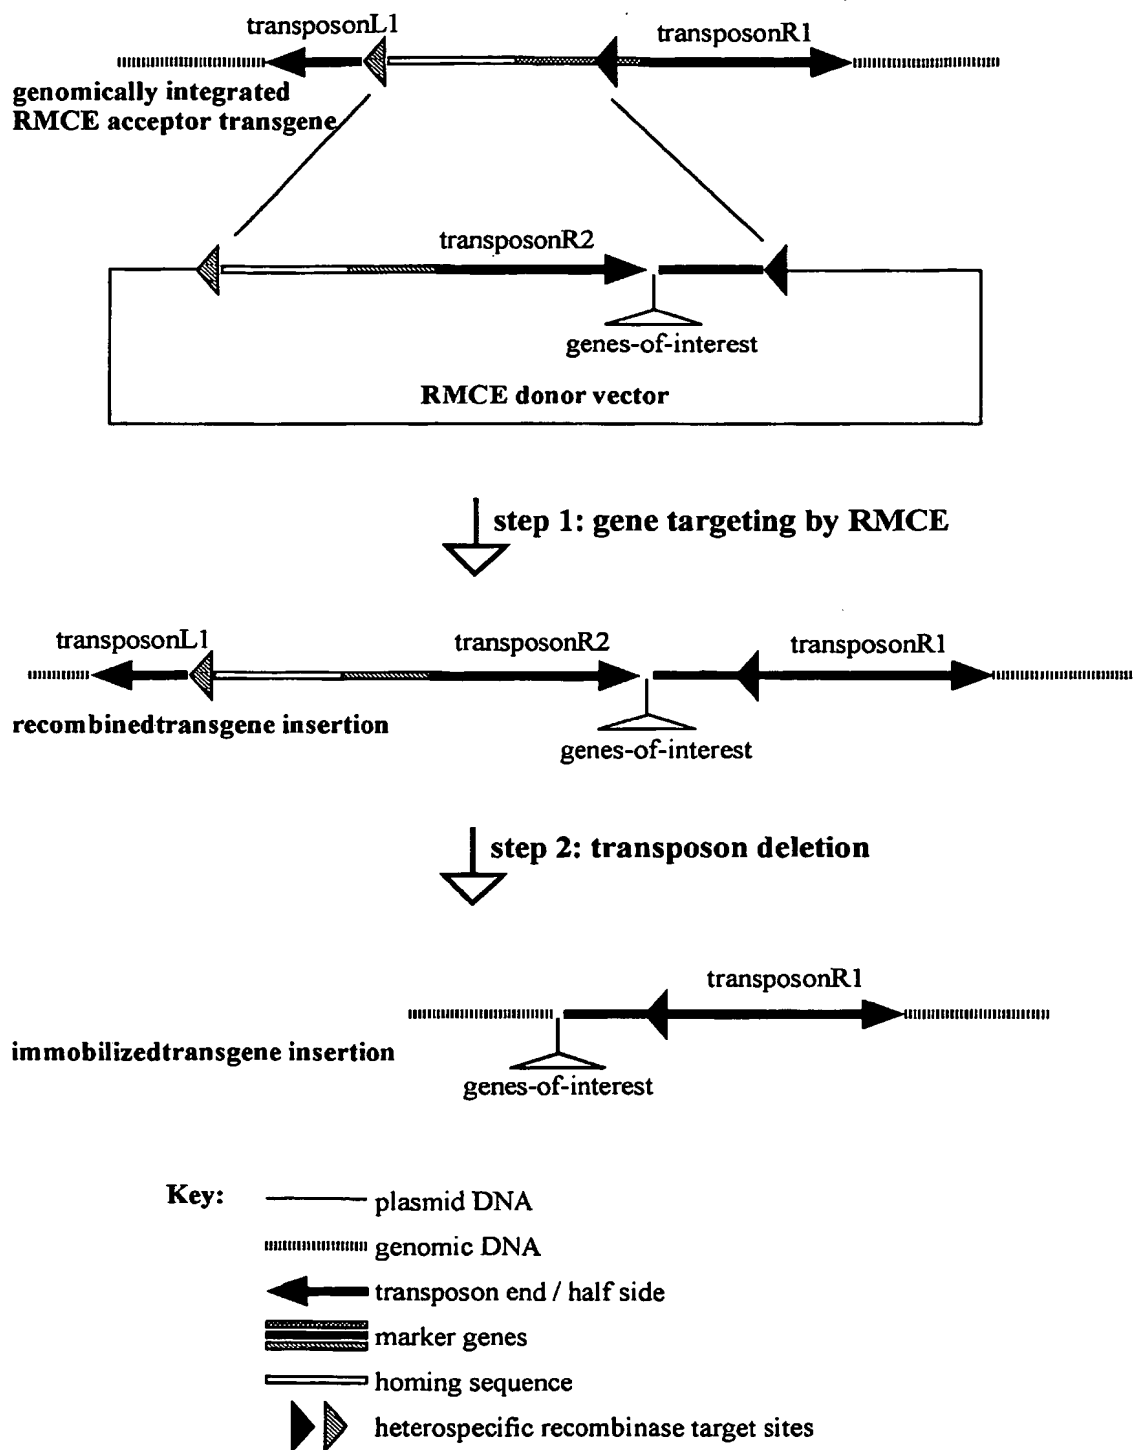 transposonL1
transposonR1
genomically integrated
RMCE acceptor transgene
transposonR2
genes-of-interest
RMCE donor vector
step 1: gene targeting by RMCE
transposonL1
transposonR2
transposonR1
recombinedtransgene insertion
genes-of-interest
step 2: transposon deletion
transposonR1
immobilizedtransgene insertion
genes-of-interest
Key:
plasmid DNA
genomic DNA
transposon end / half side
marker genes
homing sequence
heterospecific recombinase target sites